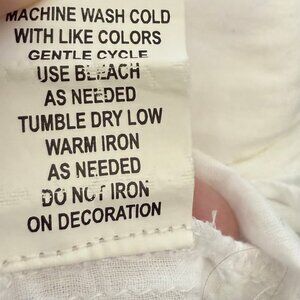 MACHINE WASH COLD
WITH LIKE COLORS
GENTLE CYCLE
USE BLEACH
AS NEEDED
TUMBLE DRY LOW
WARM IRON
AS NEEDED
DO NOT IRON
ON DECORATION